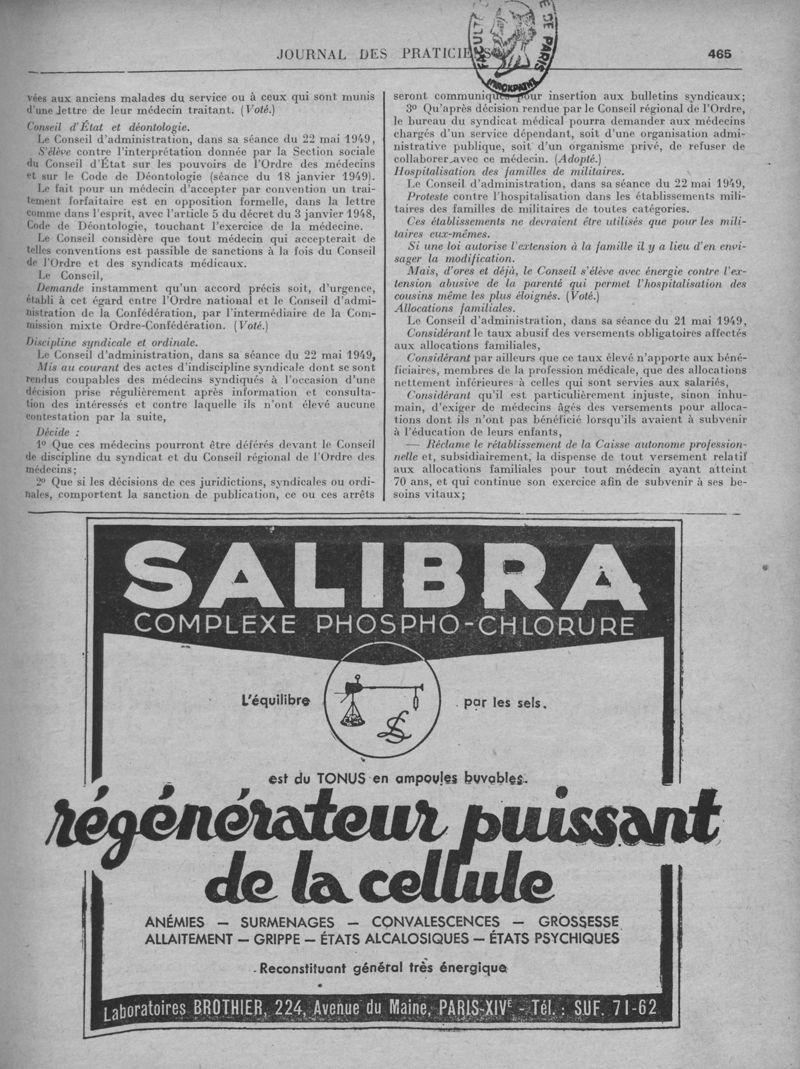 JOURNAL DES PRATICIENS
465
FACULTÉ DE PARIS
vées aux anciens malades du service ou à ceux qui sont munis
d'une lettre de leur médecin traitant. (Voté.)
Conseil d'État et déontologie.
Le Conseil d'administration, dans sa séance du 22 mai 1949,
S'élève contre l'interprétation donnée par la Section sociale
du Conseil d'État sur les pouvoirs de l'Ordre des médecins
et sur le Code de Déontologie (séance du 18 janvier 1949).
Le fait pour un médecin d'accepter par convention un trai-
tement forfaitaire est en opposition formelle, dans la lettre
comme dans l'esprit, avec l'article 5 du décret du 3 janvier 1948,
Code de Déontologie, touchant l'exercice de la médecine.
Le Conseil considère que tout médecin qui accepterait de
telles conventions est passible de sanctions à la fois du Conseil
de l'Ordre et des syndicats médicaux.
Le Conseil,
Demande instamment qu'un accord précis soit, d'urgence,
établi à cet égard entre l'Ordre national et le Conseil d'admi-
nistration de la Confédération, par l'intermédiaire de la Com-
mission mixte Ordre-Confédération. (Voté.)
Discipline syndicale et ordinale.
Le Conseil d'administration, dans sa séance du 22 mai 1949,
Mis au courant des actes d'indiscipline syndicale dont se sont
rendus coupables des médecins syndiqués à l'occasion d'une
décision prise régulièrement après information et consulta-
tion des intéressés et contre laquelle ils n'ont élevé aucune
contestation par la suite,
Décide :
1º Que ces médecins pourront être déférés devant le Conseil
de discipline du syndicat et du Conseil régional de l'Ordre des
médecins;
2º Que si les décisions de ces juridictions, syndicales ou ordi-
nales, comportent la sanction de publication, ce ou ces arrêts
seront communiqués pour insertion aux bulletins syndicaux;
3º Qu'après décision rendue par le Conseil régional de l'Ordre,
le bureau du syndicat médical pourra demander aux médecins
chargés d'un service dépendant, soit d'une organisation admi-
nistrative publique, soit d'un organisme privé, de refuser de
collaborer avec ce médecin. (Adopté.)
Hospitalisation des familles de militaires.
Le Conseil d'administration, dans sa séance du 22 mai 1949,
Proteste contre l'hospitalisation dans les établissements mili-
taires des familles de militaires de toutes catégories.
Ces établissements ne devraient être utilisés que pour les mili-
taires eux-mêmes.
Si une loi autorise l'extension à la famille il y a lieu d'en envi-
sager la modification.
Mais, d'ores et déjà, le Conseil s'élève avec énergie contre l'ex-
tension abusive de la parenté qui permet l'hospitalisation des
cousins même les plus éloignés. (Voté.)
Allocations familiales.
Le Conseil d'administration, dans sa séance du 21 mai 1949,
Considérant le taux abusif des versements obligatoires affectés
aux allocations familiales,
Considérant par ailleurs que ce taux élevé n'apporte aux béné-
ficiaires, membres de la profession médicale, que des allocations
nettement inférieures à celles qui sont servies aux salariés,
Considérant qu'il est particulièrement injuste, sinon inhu-
main, d'exiger de médecins âgés des versements pour alloca-
tions dont ils n'ont pas bénéficié lorsqu'ils avaient à subvenir
à l'éducation de leurs enfants,
— Réclame le rétablissement de la Caisse autonome profession-
nelle et, subsidiairement, la dispense de tout versement relatif
aux allocations familiales pour tout médecin ayant atteint
70 ans, et qui continue son exercice afin de subvenir à ses be-
soins vitaux;
SALIBRA
COMPLEXE PHOSPHO-CHLORURE
L'équilibre
par les sels.
est du TONUS en ampoules buvables.
régénérateur puissant
de la cellule
ANÉMIES — SURMENAGES — CONVALESCENCES — GROSSESSE
ALLAITEMENT — GRIPPE — ÉTATS ALCALOSIQUES — ÉTATS PSYCHIQUES
Reconstituant général très énergique
Laboratoires BROTHIER, 224, Avenue du Maine, PARIS-XIVE - Tél. : SUF. 71-62